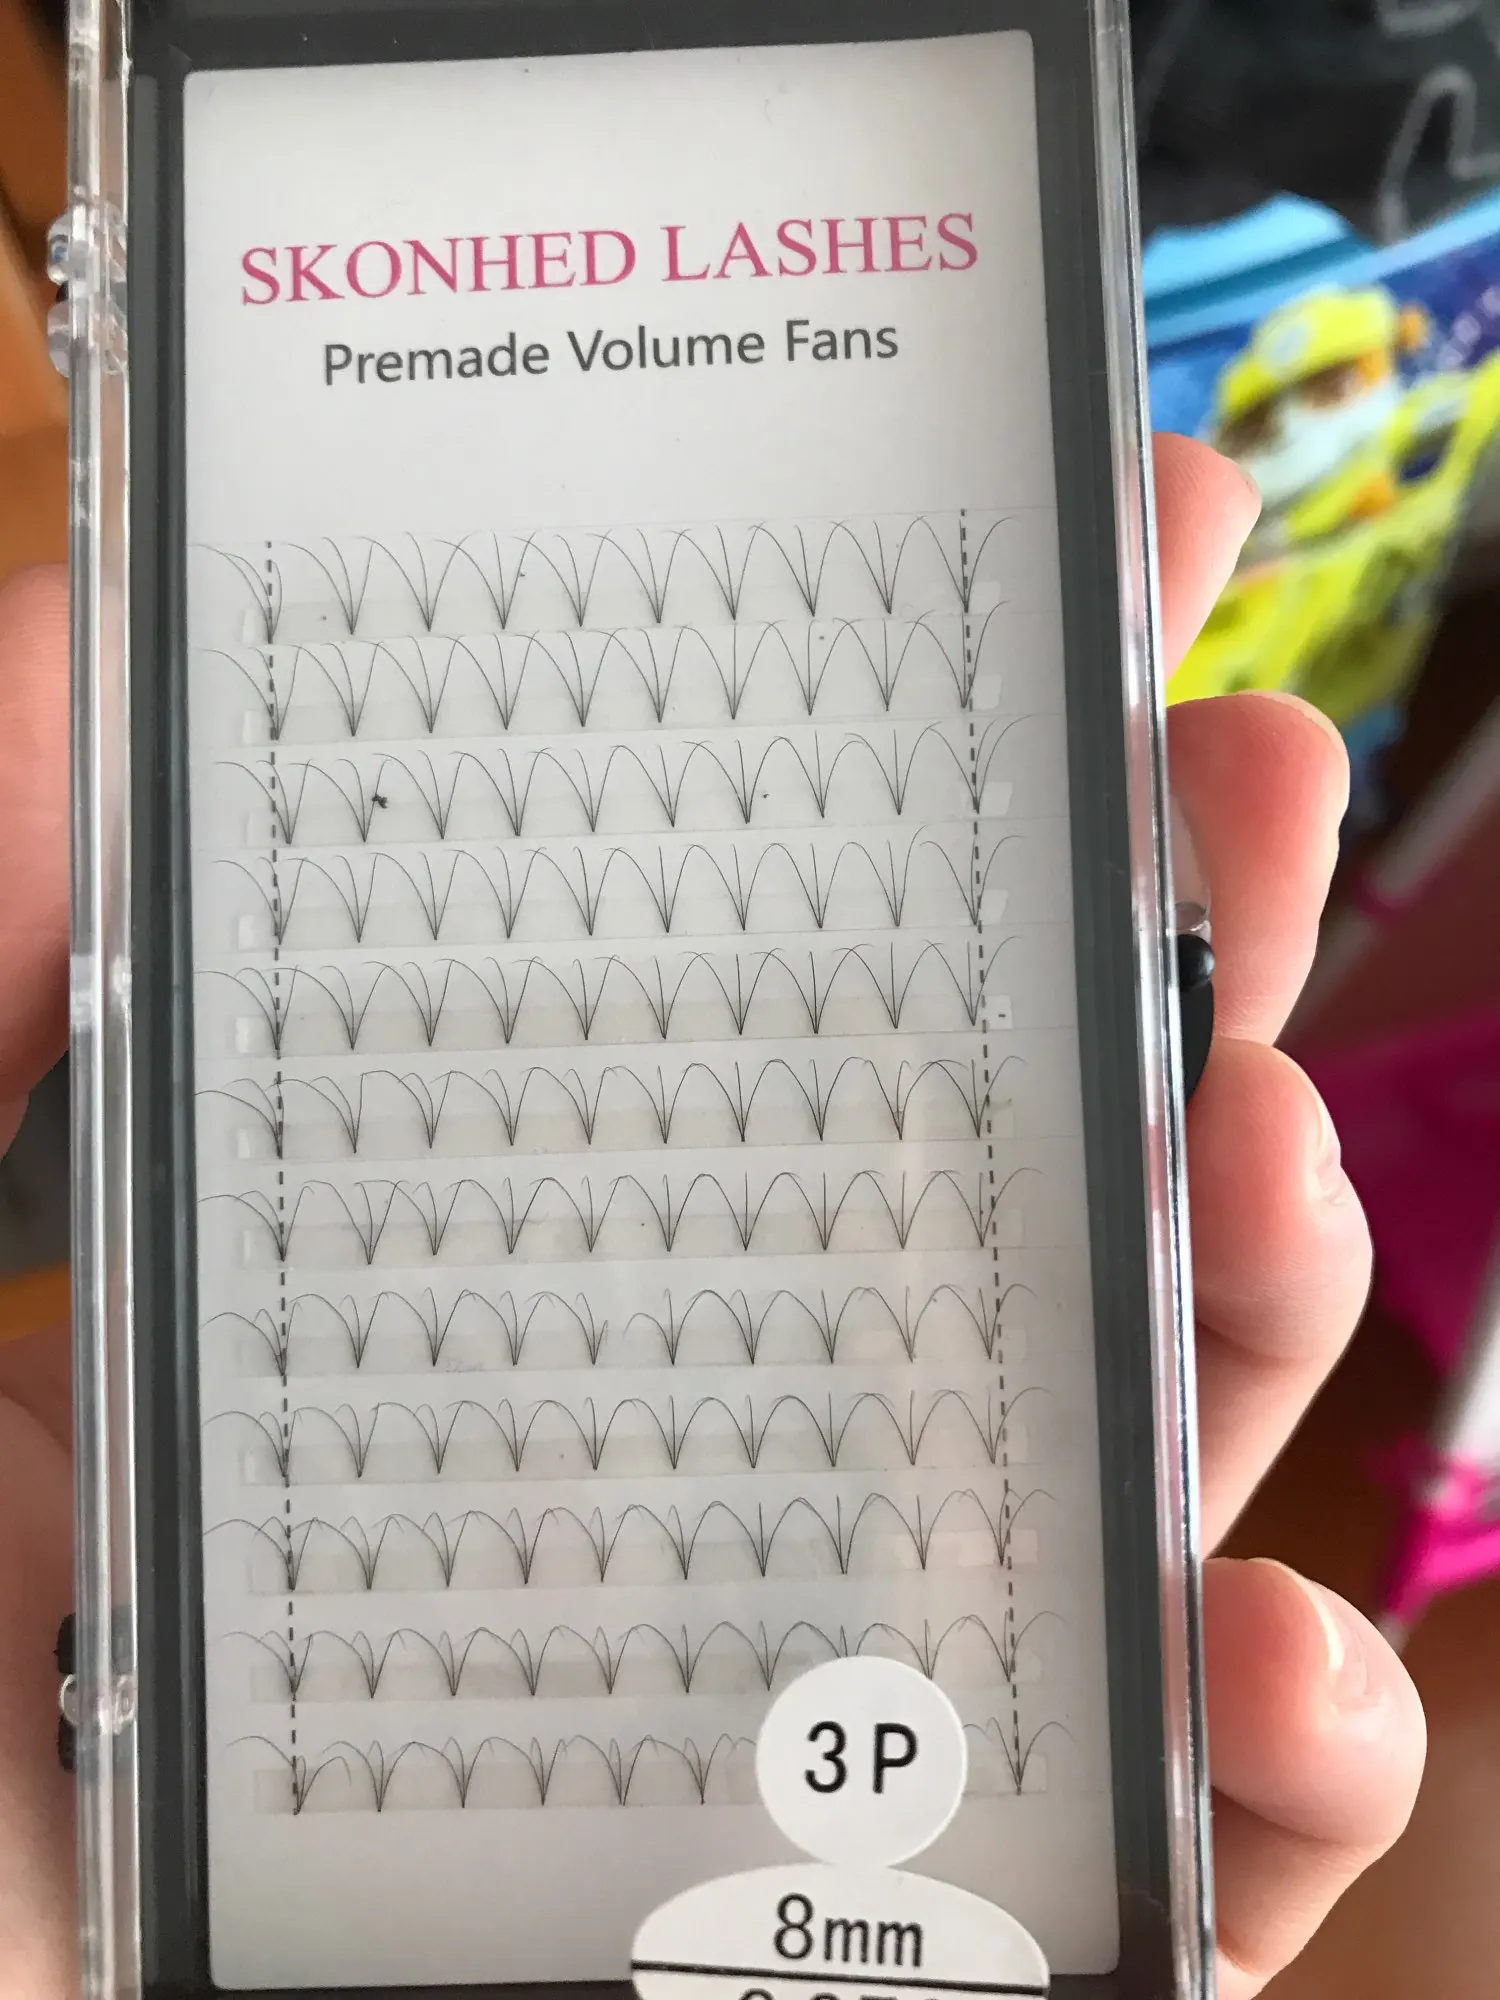 SKONHED LASHES
Premade Volume Fans
3P
8mm